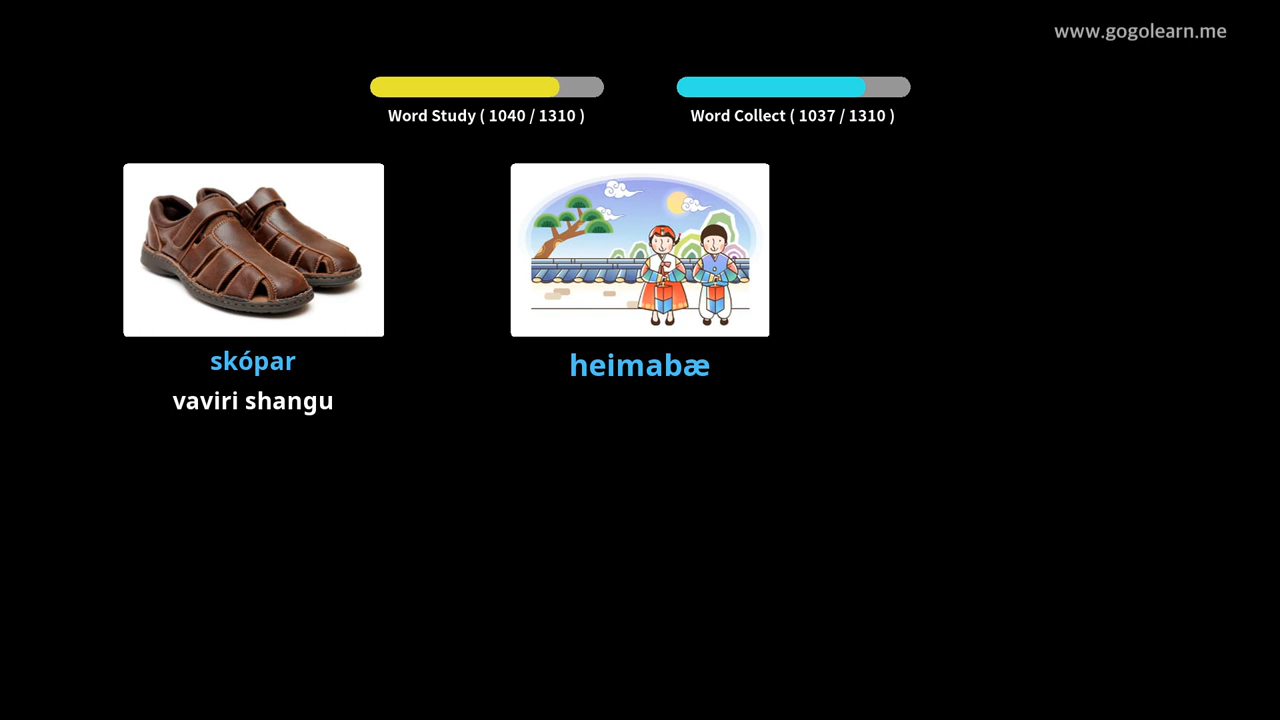 www.gogolearn.me
Word Study ( 1040 / 1310 )
Word Collect ( 1037 / 1310 )
skópar
vaviri shangu
heimabæ